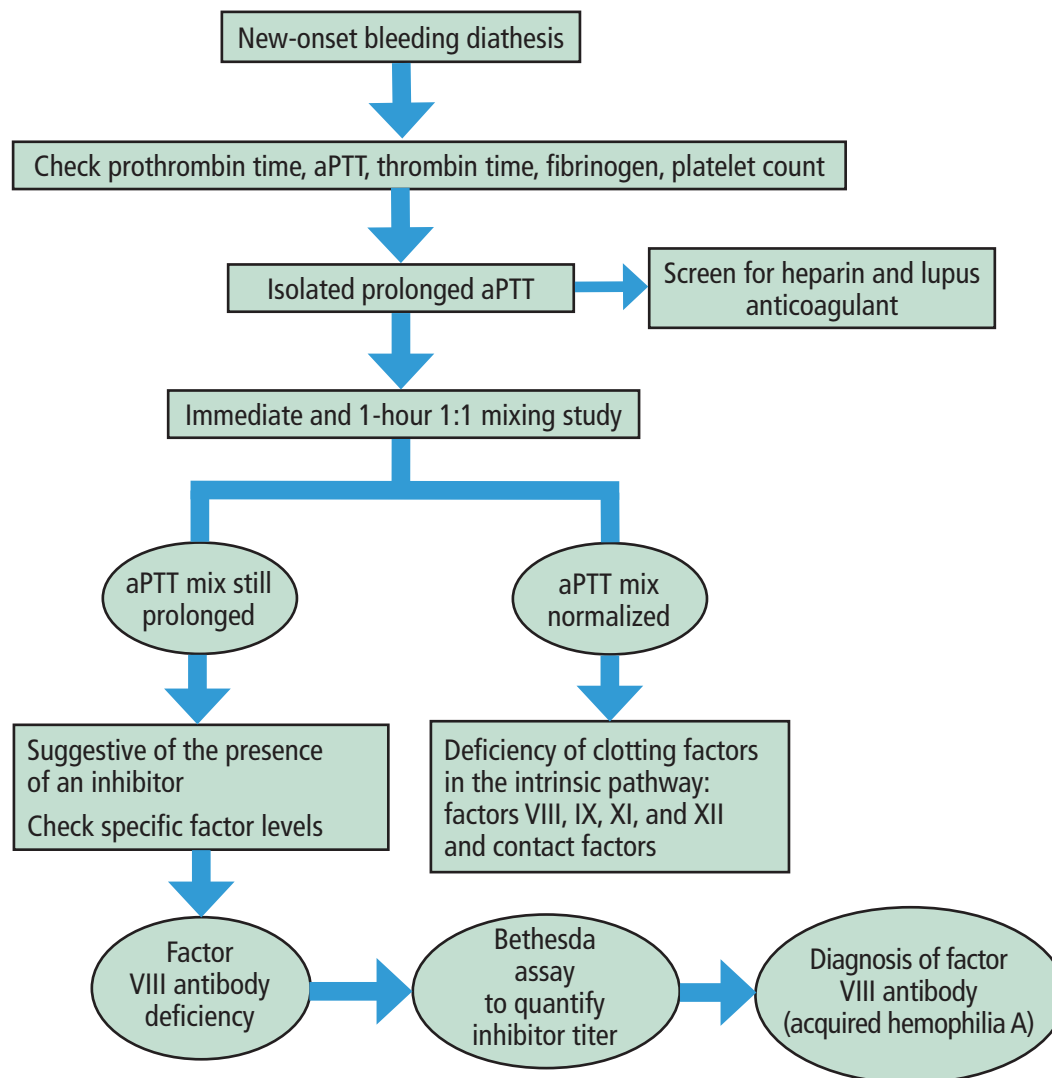 New-onset bleeding diathesis
Check prothrombin time, aPTT, thrombin time, fibrinogen, platelet count
Isolated prolonged aPTT
Screen for heparin and lupus
anticoagulant
Immediate and 1-hour 1:1 mixing study
aPTT mix still
prolonged
aPTT mix
normalized
Suggestive of the presence
of an inhibitor
Check specific factor levels
Deficiency of clotting factors
in the intrinsic pathway:
factors VIII, IX, XI, and XII
and contact factors
Factor
VIII antibody
deficiency
Bethesda
assay
to quantify
inhibitor titer
Diagnosis of factor
VIII antibody
(acquired hemophilia A)